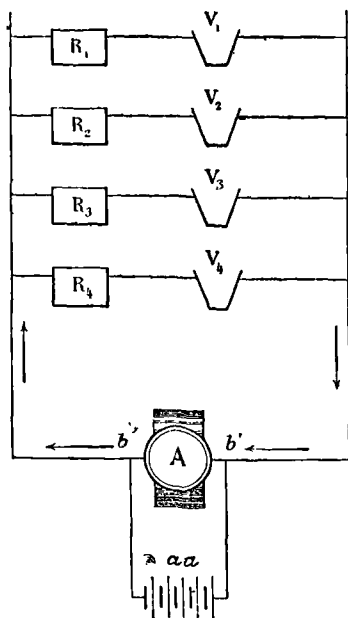 V₁
R₁
V₂
R₂
V₃
R₃
V₄
R₄
b' A b'
aa